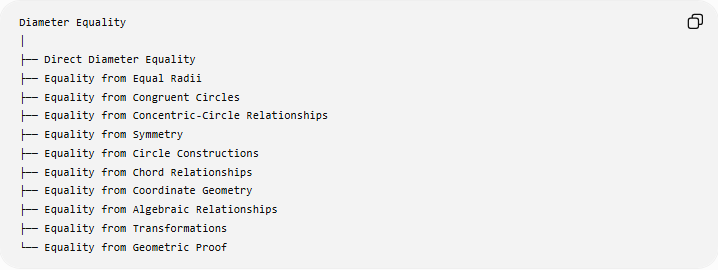 Diameter Equality
│
├── Direct Diameter Equality
├── Equality from Equal Radii
├── Equality from Congruent Circles
├── Equality from Concentric-Circle Relationships
├── Equality from Symmetry
├── Equality from Circle Constructions
├── Equality from Chord Relationships
├── Equality from Coordinate Geometry
├── Equality from Algebraic Relationships
├── Equality from Transformations
└── Equality from Geometric Proof